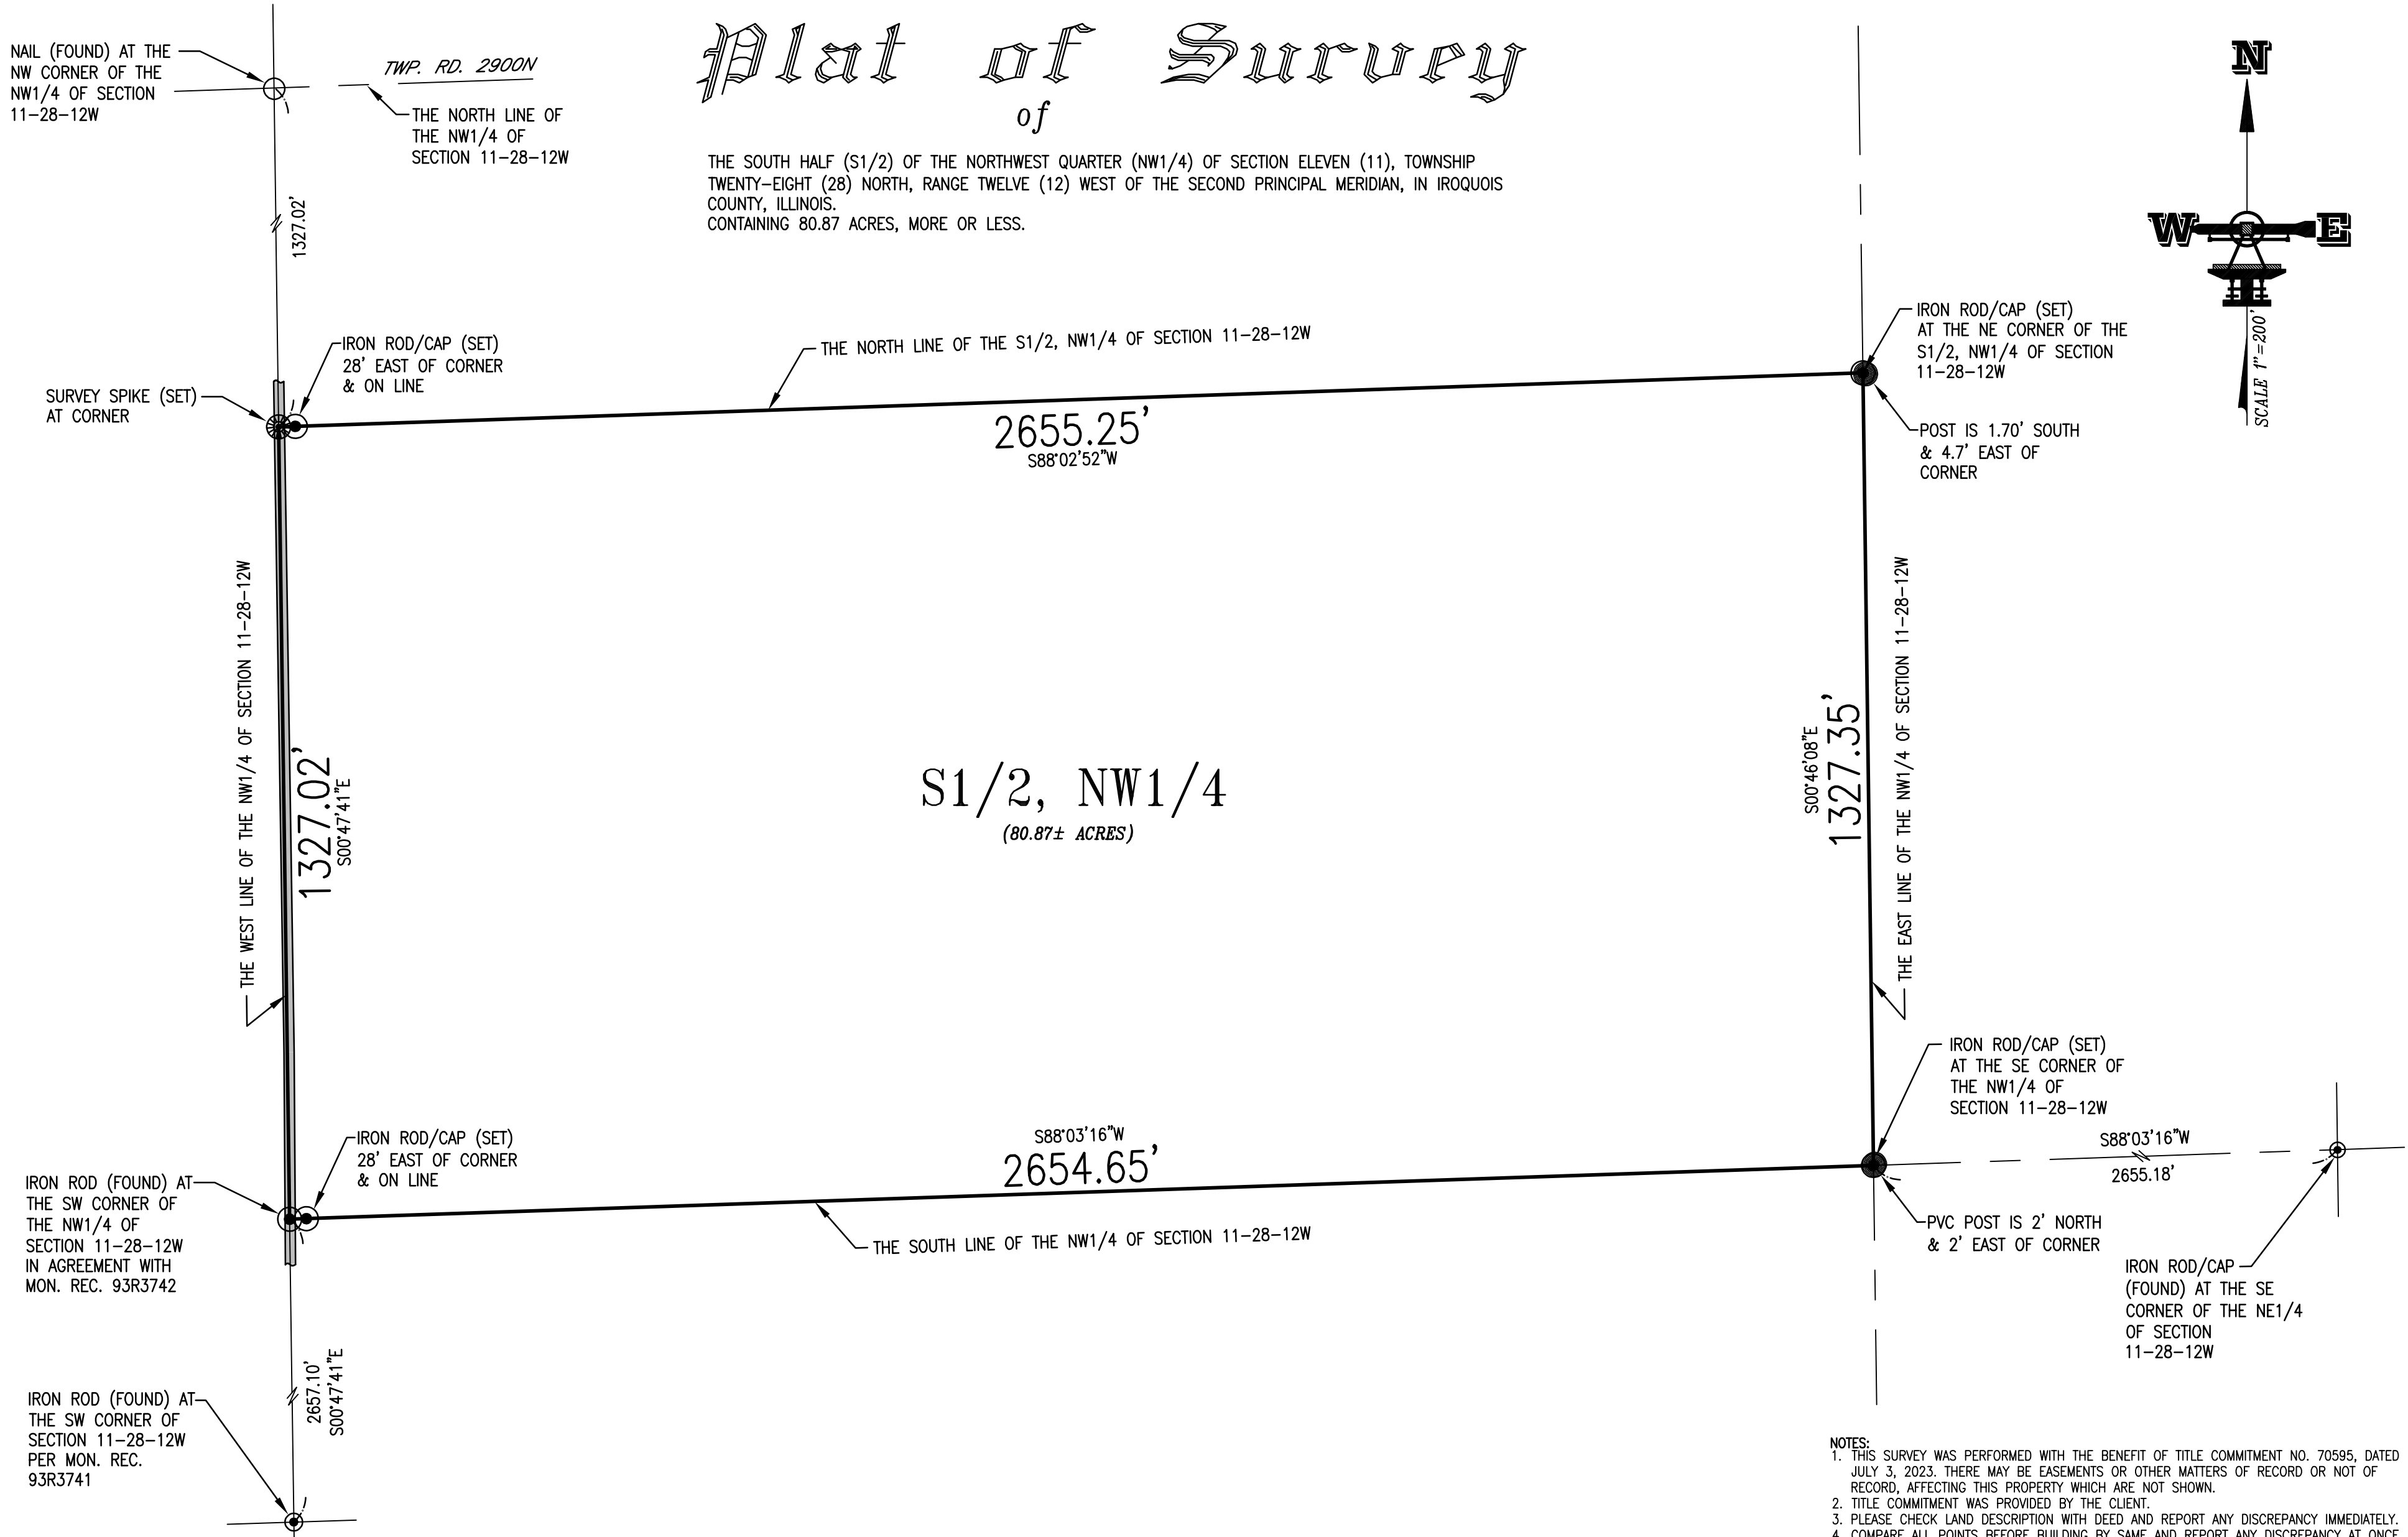 Plat of Survey
of
THE SOUTH HALF (S1/2) OF THE NORTHWEST QUARTER (NW1/4) OF SECTION ELEVEN (11), TOWNSHIP
TWENTY-EIGHT (28) NORTH, RANGE TWELVE (12) WEST OF THE SECOND PRINCIPAL MERIDIAN, IN IROQUOIS
COUNTY, ILLINOIS.
CONTAINING 80.87 ACRES, MORE OR LESS.
NAIL (FOUND) AT THE
NW CORNER OF THE
NW1/4 OF SECTION
11-28-12W
TWP. RD. 2900N
THE NORTH LINE OF
THE NW1/4 OF
SECTION 11-28-12W
1327.02'
N
W
E
SCALE 1"=200'
IRON ROD/CAP (SET)
28' EAST OF CORNER
& ON LINE
SURVEY SPIKE (SET)
AT CORNER
THE NORTH LINE OF THE S1/2, NW1/4 OF SECTION 11-28-12W
2655.25'
S88°02'52"W
IRON ROD/CAP (SET)
AT THE NE CORNER OF THE
S1/2, NW1/4 OF SECTION
11-28-12W
POST IS 1.70' SOUTH
& 4.7' EAST OF
CORNER
THE WEST LINE OF THE NW1/4 OF SECTION 11-28-12W
1327.02'
S00°47'41"E
S1/2, NW1/4
(80.87± ACRES)
S00°46'08"E
1327.35'
THE EAST LINE OF THE NW1/4 OF SECTION 11-28-12W
IRON ROD/CAP (SET)
AT THE SE CORNER OF
THE NW1/4 OF
SECTION 11-28-12W
IRON ROD/CAP (SET)
28' EAST OF CORNER
& ON LINE
IRON ROD (FOUND) AT
THE SW CORNER OF
THE NW1/4 OF
SECTION 11-28-12W
IN AGREEMENT WITH
MON. REC. 93R3742
S88°03'16"W
2654.65'
THE SOUTH LINE OF THE NW1/4 OF SECTION 11-28-12W
S88°03'16"W
2655.18'
PVC POST IS 2' NORTH
& 2' EAST OF CORNER
IRON ROD/CAP
(FOUND) AT THE SE
CORNER OF THE NE1/4
OF SECTION
11-28-12W
2657.10'
S00°47'41"E
IRON ROD (FOUND) AT
THE SW CORNER OF
SECTION 11-28-12W
PER MON. REC.
93R3741
NOTES:
1. THIS SURVEY WAS PERFORMED WITH THE BENEFIT OF TITLE COMMITMENT NO. 70595, DATED
JULY 3, 2023. THERE MAY BE EASEMENTS OR OTHER MATTERS OF RECORD OR NOT OF
RECORD, AFFECTING THIS PROPERTY WHICH ARE NOT SHOWN.
2. TITLE COMMITMENT WAS PROVIDED BY THE CLIENT.
3. PLEASE CHECK LAND DESCRIPTION WITH DEED AND REPORT ANY DISCREPANCY IMMEDIATELY.
4. COMPARE ALL POINTS BEFORE BUILDING BY SAME AND REPORT ANY DISCREPANCY AT ONCE